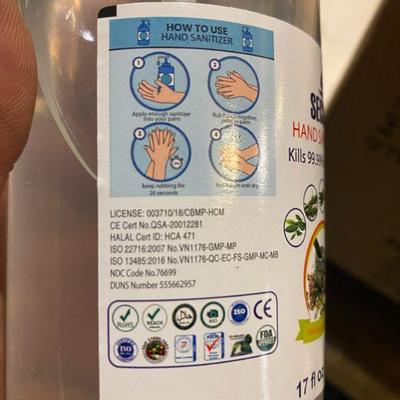 HOW TO USE
HAND SANITIZER
1
2
Apply enough sanitizer
into your palm
Rub hands together,
palm to palm
3
4
keep rubbing for
20 seconds
Rub hands until dry
LICENSE: 003710/18/CBMP-HCM
CE Cert No.QSA-20012281
HALAL Cert ID: HCA 471
ISO 22716:2007 No.VN1176-GMP-MP
ISO 13485:2016 No.VN1176-QC-EC-FS-GMP-MC-MB
NDC Code No.76699
DUNS Number 555662957
RoHS
REACH
ISO
CE
ISO
FDA
SE
HAND SA
Kills 99.99
17 fl o